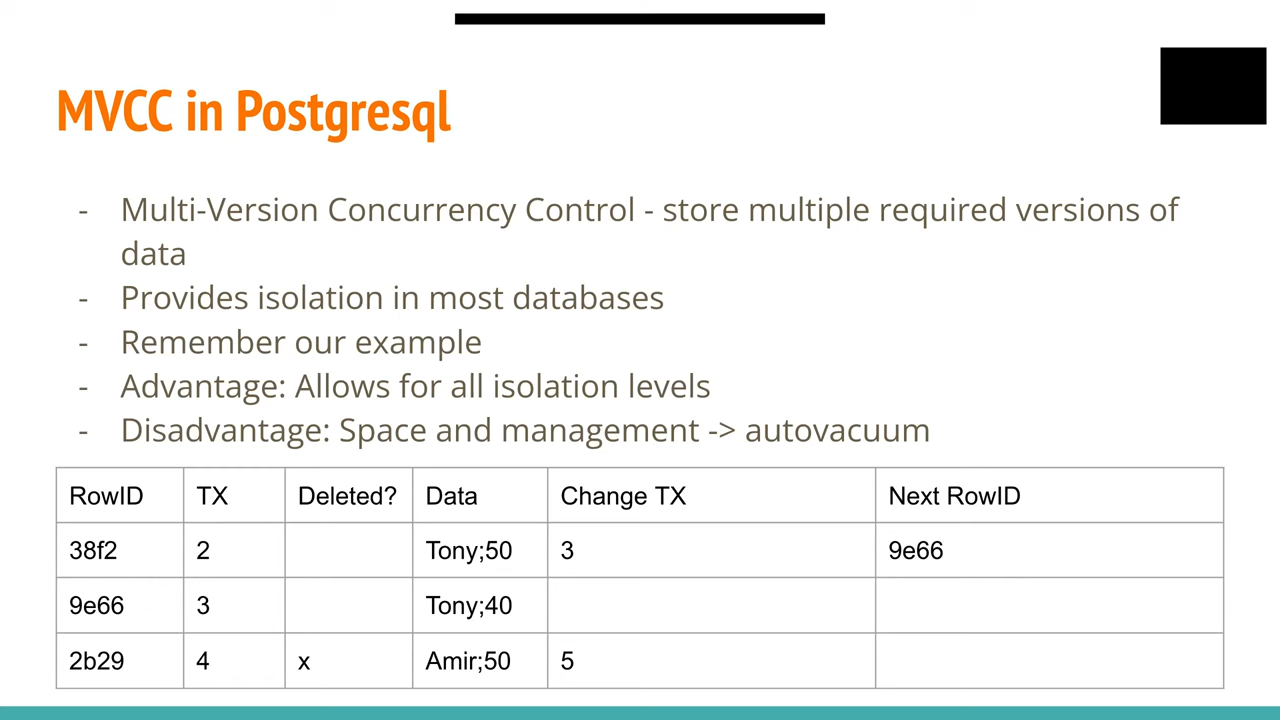 MVCC in Postgresql
- Multi-Version Concurrency Control - store multiple required versions of
data
- Provides isolation in most databases
- Remember our example
- Advantage: Allows for all isolation levels
- Disadvantage: Space and management -> autovacuum
RowID TX Deleted? Data Change TX Next RowID
38f2 2 Tony;50 3 9e66
9e66 3 Tony;40
2b29 4 x Amir;50 5